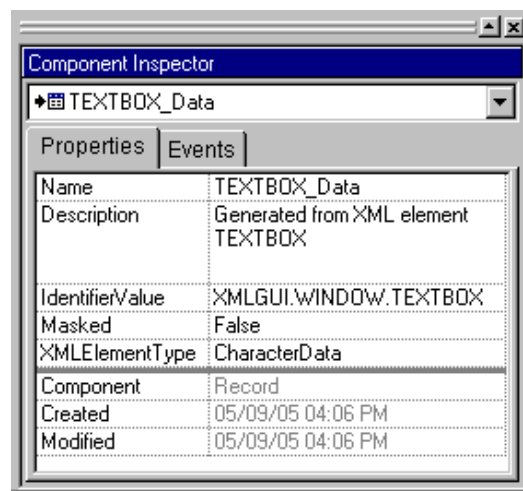 Component Inspector
TEXTBOX_Data
Properties Events
Name TEXTBOX_Data
Description Generated from XML element
TEXTBOX
IdentifierValue XMLGUI.WINDOW.TEXTBOX
Masked False
XMLElementType CharacterData
Component Record
Created 05/09/05 04:06 PM
Modified 05/09/05 04:06 PM